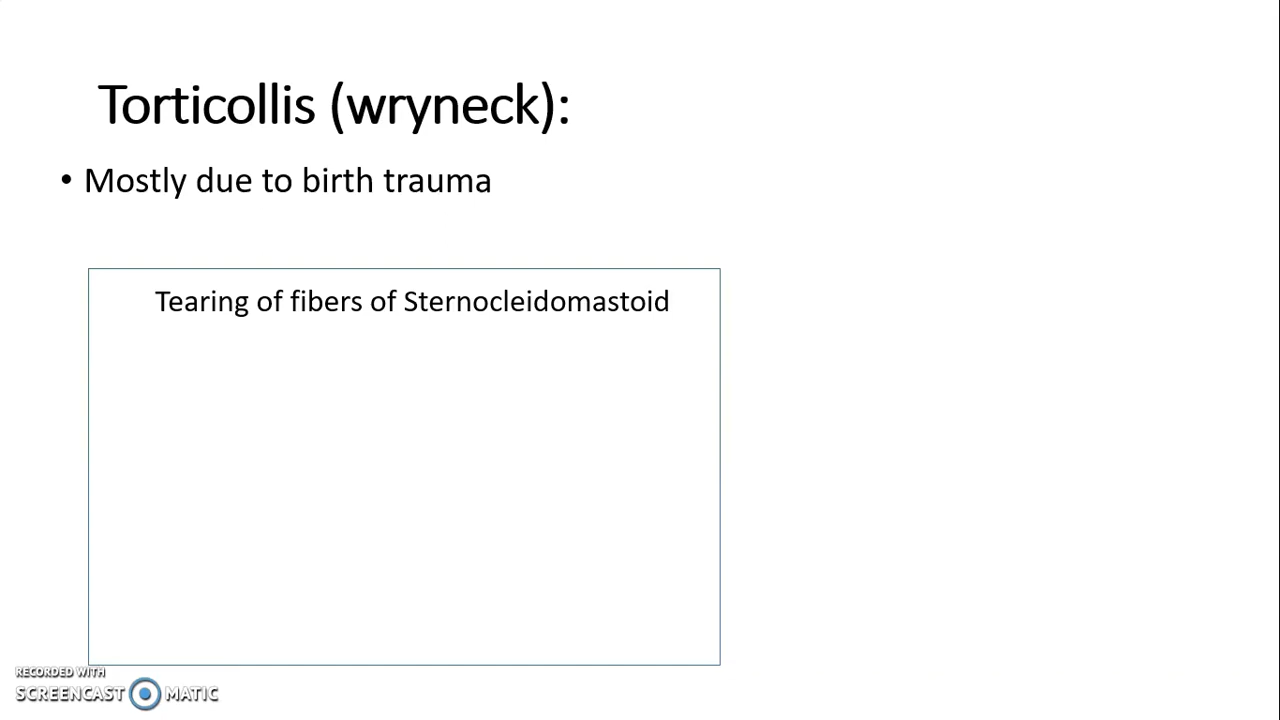 Torticollis (wryneck):
• Mostly due to birth trauma
Tearing of fibers of Sternocleidomastoid
RECORDED WITH
SCREENCAST MATIC